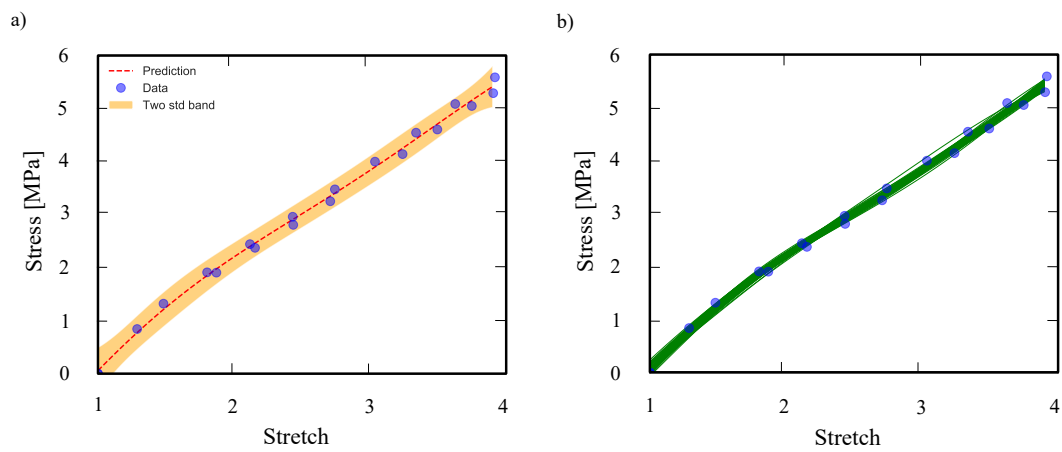 a)
6
5
4
3
2
1
0
Stress [MPa]
Prediction
Data
Two std band
1 2 3 4
Stretch
b)
6
5
4
3
2
1
0
Stress [MPa]
1 2 3 4
Stretch